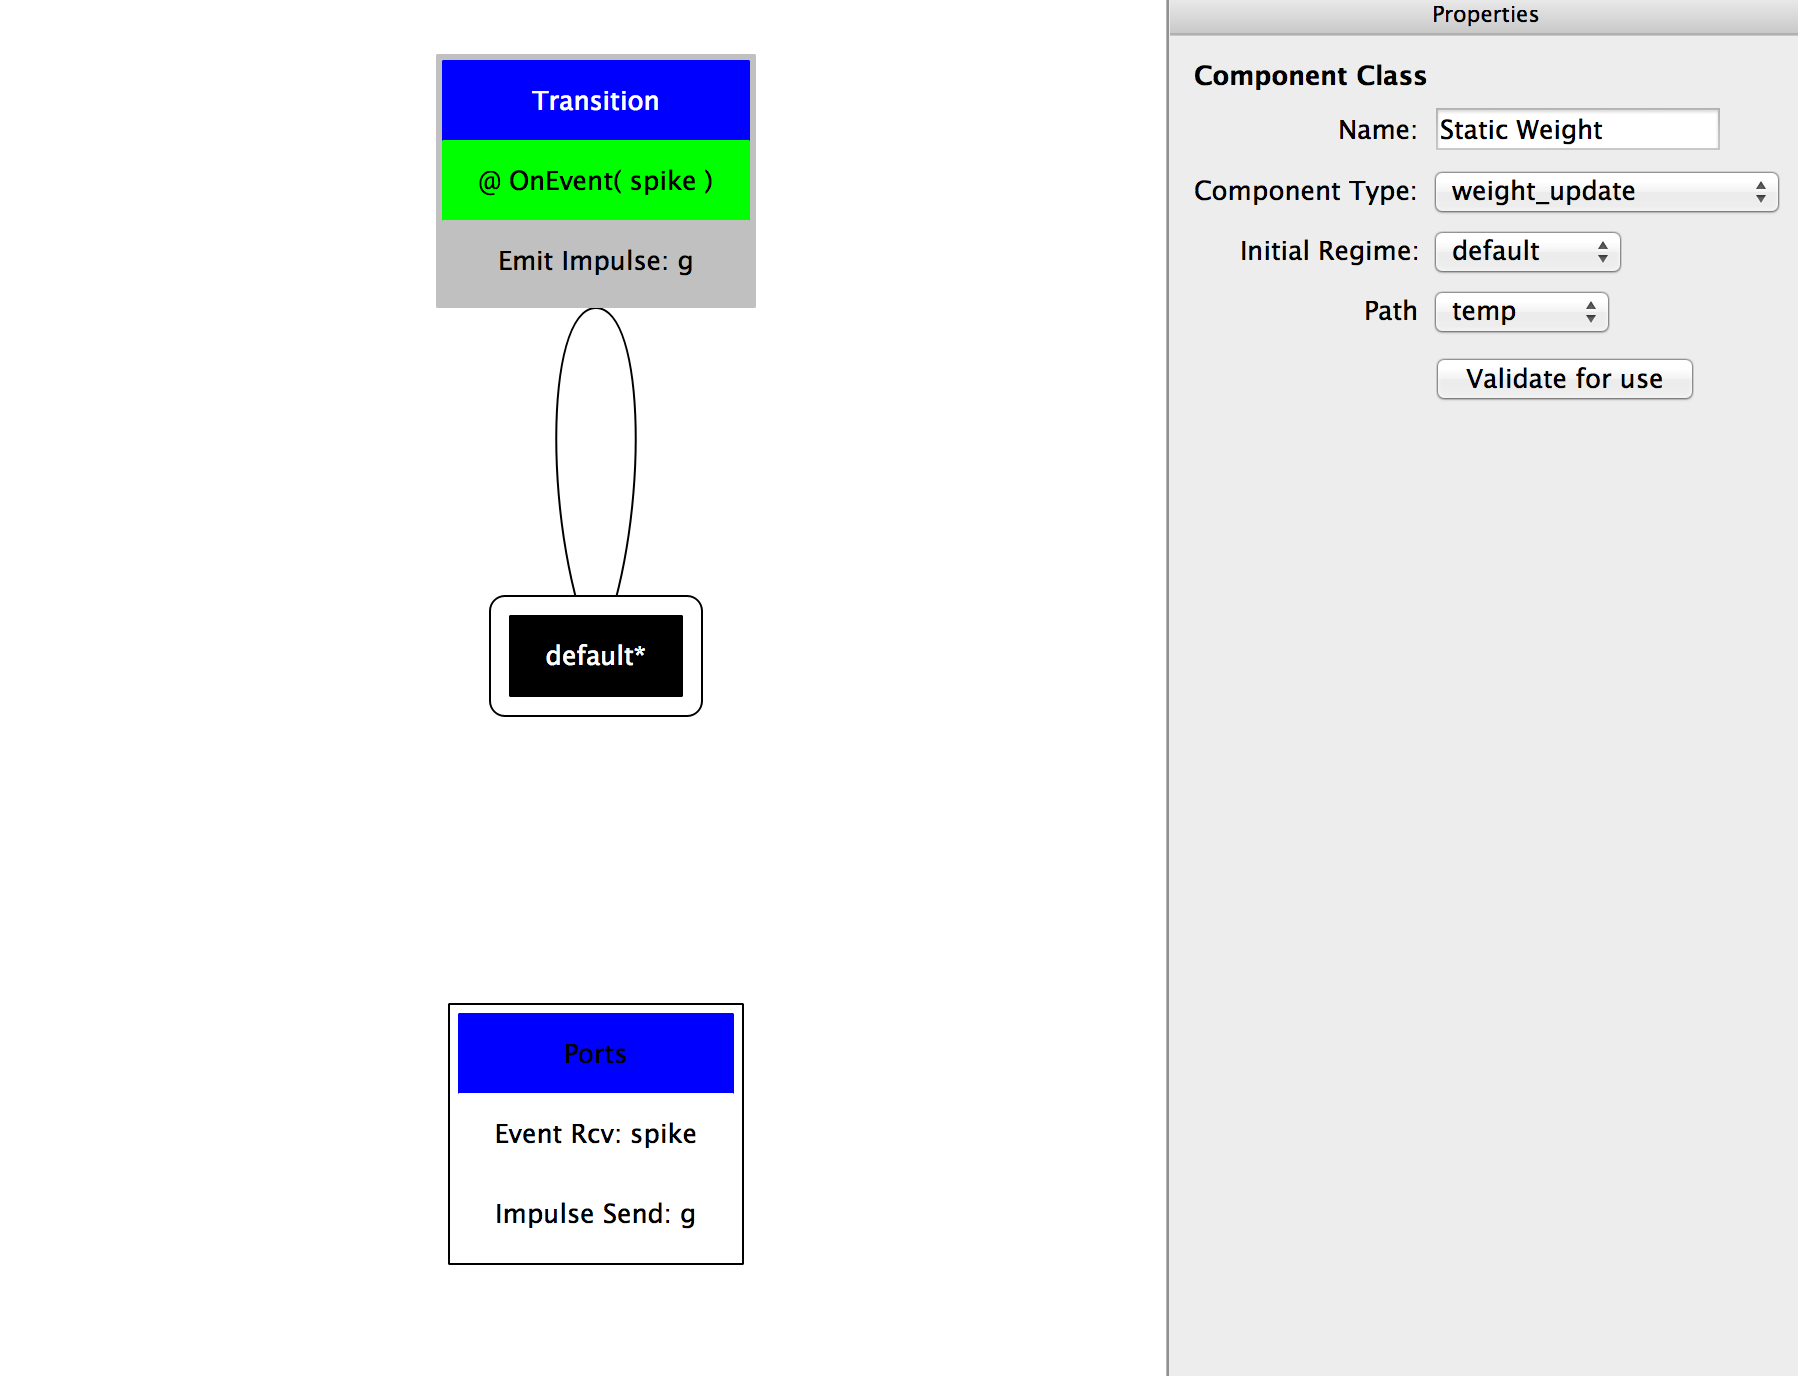 Transition
@ OnEvent( spike )
Emit Impulse: g
default*
Ports
Event Rcv: spike
Impulse Send: g
Properties
Component Class
Name: Static Weight
Component Type: weight_update
Initial Regime: default
Path temp
Validate for use